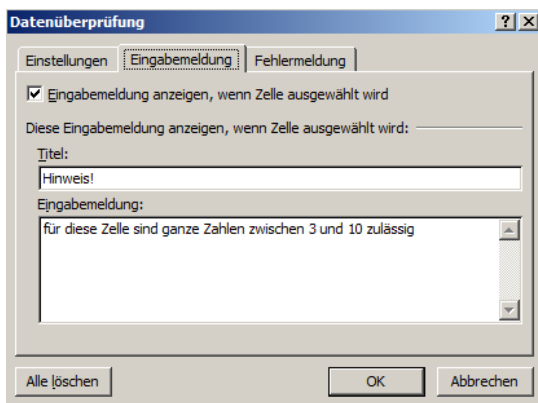 Datenüberprüfung
Einstellungen Eingabemeldung Fehlermeldung
Eingabemeldung anzeigen, wenn Zelle ausgewählt wird
Diese Eingabemeldung anzeigen, wenn Zelle ausgewählt wird:
Titel:
Hinweis!
Eingabemeldung:
für diese Zelle sind ganze Zahlen zwischen 3 und 10 zulässig
Alle löschen OK Abbrechen